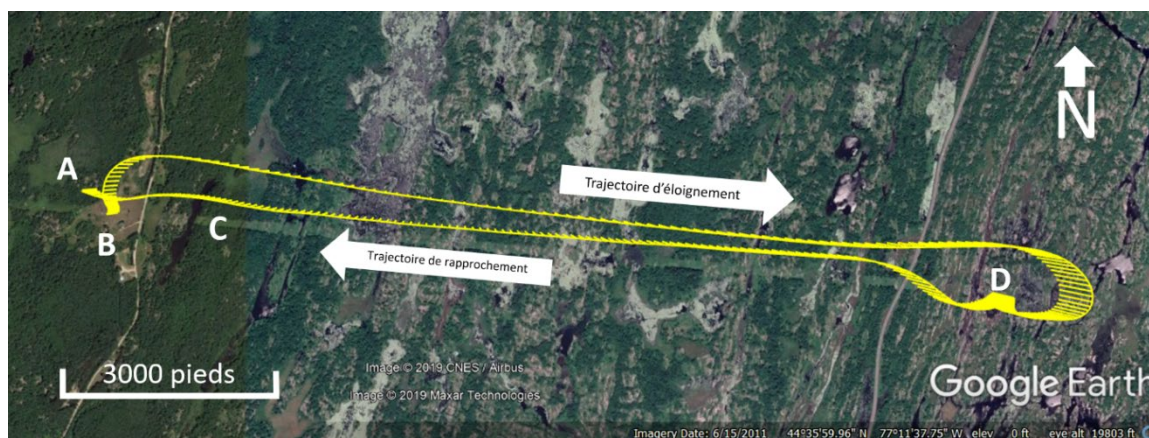 N
A
Trajectoire d'éloignement
B
C
Trajectoire de rapprochement
D
3000 pieds
Image © 2019 CNES / Airbus
Image © 2019 Maxar Technologies
Google Earth
Imagery Date: 6/15/2011 44°35'59.96" N 77°11'37.75" W elev 0 ft eye alt 19803 ft